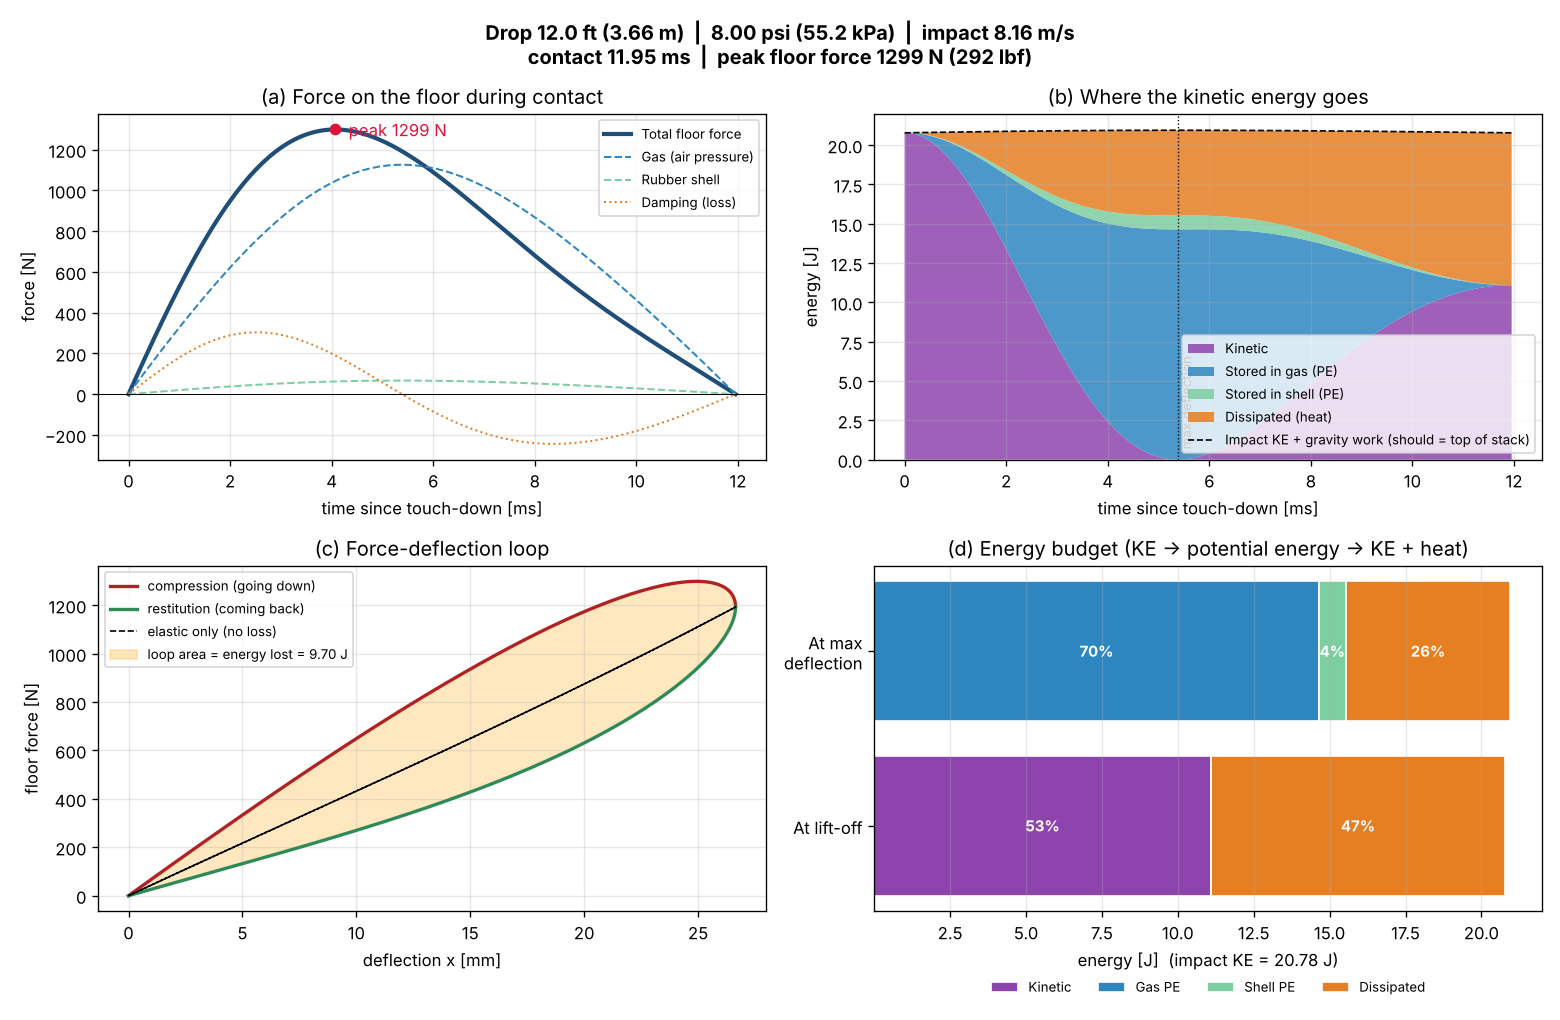 Drop 12.0 ft (3.66 m) | 8.00 psi (55.2 kPa) | impact 8.16 m/s
contact 11.95 ms | peak floor force 1299 N (292 lbf)
(a) Force on the floor during contact
peak 1299 N
Total floor force
Gas (air pressure)
Rubber shell
Damping (loss)
1200
1000
800
600
400
200
0
−200
force [N]
0 2 4 6 8 10 12
time since touch-down [ms]
(b) Where the kinetic energy goes
20.0
17.5
15.0
12.5
10.0
7.5
5.0
2.5
0.0
energy [J]
Kinetic
Stored in gas (PE)
Stored in shell (PE)
Dissipated (heat)
Impact KE + gravity work (should = top of stack)
0 2 4 6 8 10 12
time since touch-down [ms]
(c) Force-deflection loop
compression (going down)
restitution (coming back)
elastic only (no loss)
loop area = energy lost = 9.70 J
1200
1000
800
600
400
200
0
floor force [N]
0 5 10 15 20 25
deflection x [mm]
(d) Energy budget (KE → potential energy → KE + heat)
At max
deflection
70% 4% 26%
At lift-off
53% 47%
2.5 5.0 7.5 10.0 12.5 15.0 17.5 20.0
energy [J] (impact KE = 20.78 J)
Kinetic Gas PE Shell PE Dissipated